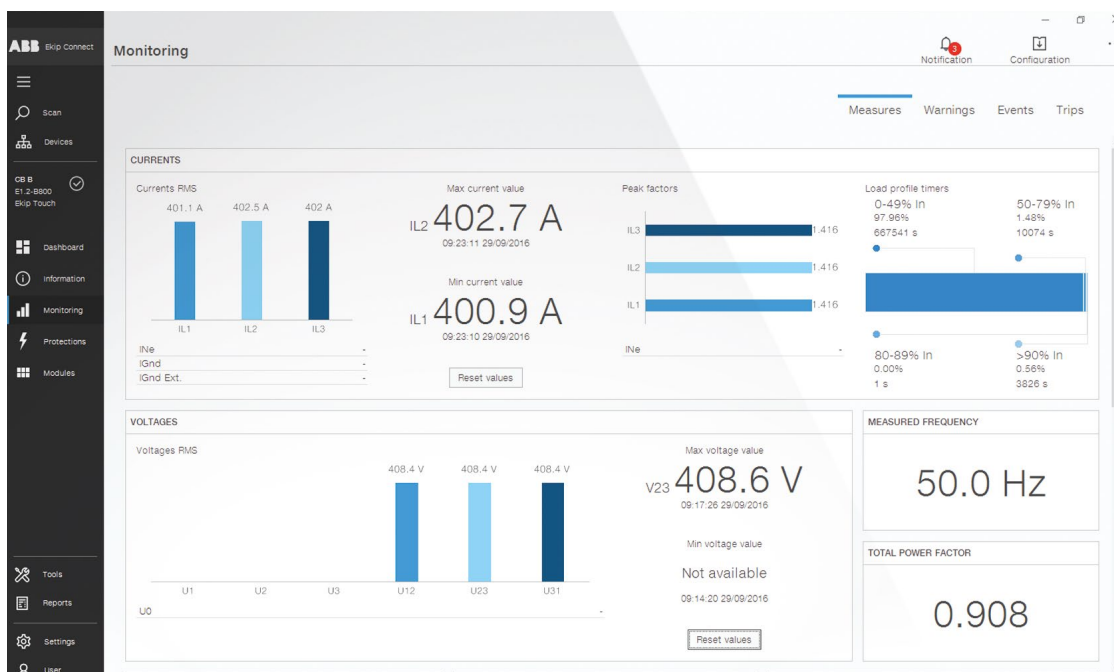 ABB Ekip Connect
Scan
Devices
CB B
E1.2-B800
Ekip Touch
Dashboard
Information
Monitoring
Protections
Modules
Tools
Reports
Settings
User
Monitoring
3
Notification
Configuration
Measures Warnings Events Trips
CURRENTS
Currents RMS
401.1 A 402.5 A 402 A
IL1 IL2 IL3
INe -
IGnd -
IGnd Ext. -
Max current value
IL2 402.7 A
09:23:11 29/09/2016
Min current value
IL1 400.9 A
09:23:10 29/09/2016
Reset values
Peak factors
IL3 1.416
IL2 1.416
IL1 1.416
INe -
Load profile timers
0-49% In
97.96%
667541 s
50-79% In
1.48%
10074 s
80-89% In
0.00%
1 s
>90% In
0.56%
3826 s
VOLTAGES
Voltages RMS
408.4 V 408.4 V 408.4 V
U1 U2 U3 U12 U23 U31
U0 -
Max voltage value
V23 408.6 V
09:17:26 29/09/2016
Min voltage value
Not available
09:14:20 29/09/2016
Reset values
MEASURED FREQUENCY
50.0 Hz
TOTAL POWER FACTOR
0.908